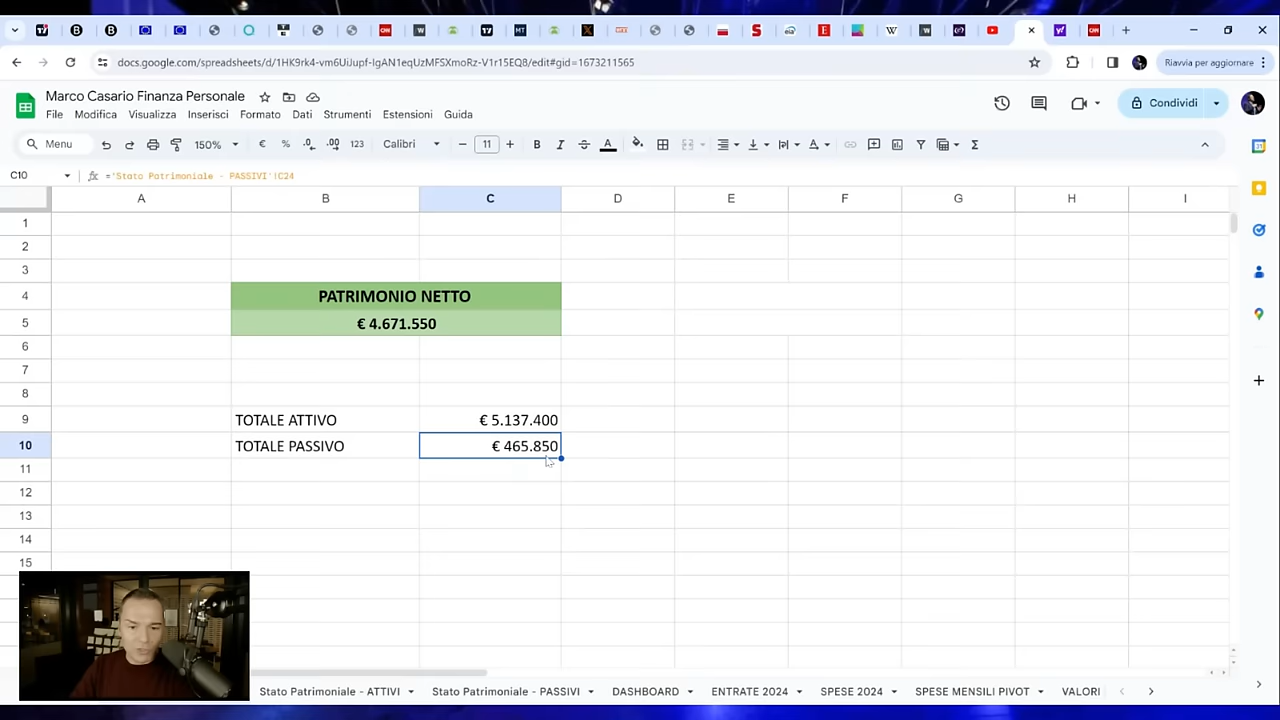 docs.google.com/spreadsheets/d/1HK9rk4-vm6UiJupf-IgAN1eqUzMFSXmoRz-V1r15EQ8/edit#gid=1673211565
Riavvia per aggiornare
Marco Casario Finanza Personale
File Modifica Visualizza Inserisci Formato Dati Strumenti Estensioni Guida
Condividi
Menu 150% € % .0 .00 123 Calibri 11 B I A
C10 fx ='Stato Patrimoniale - PASSIVI'!C24
A B C D E F G H I
1
2
3
4 PATRIMONIO NETTO
5 € 4.671.550
6
7
8
9 TOTALE ATTIVO € 5.137.400
10 TOTALE PASSIVO € 465.850
11
12
13
14
15
Stato Patrimoniale - ATTIVI Stato Patrimoniale - PASSIVI DASHBOARD ENTRATE 2024 SPESE 2024 SPESE MENSILI PIVOT VALORI